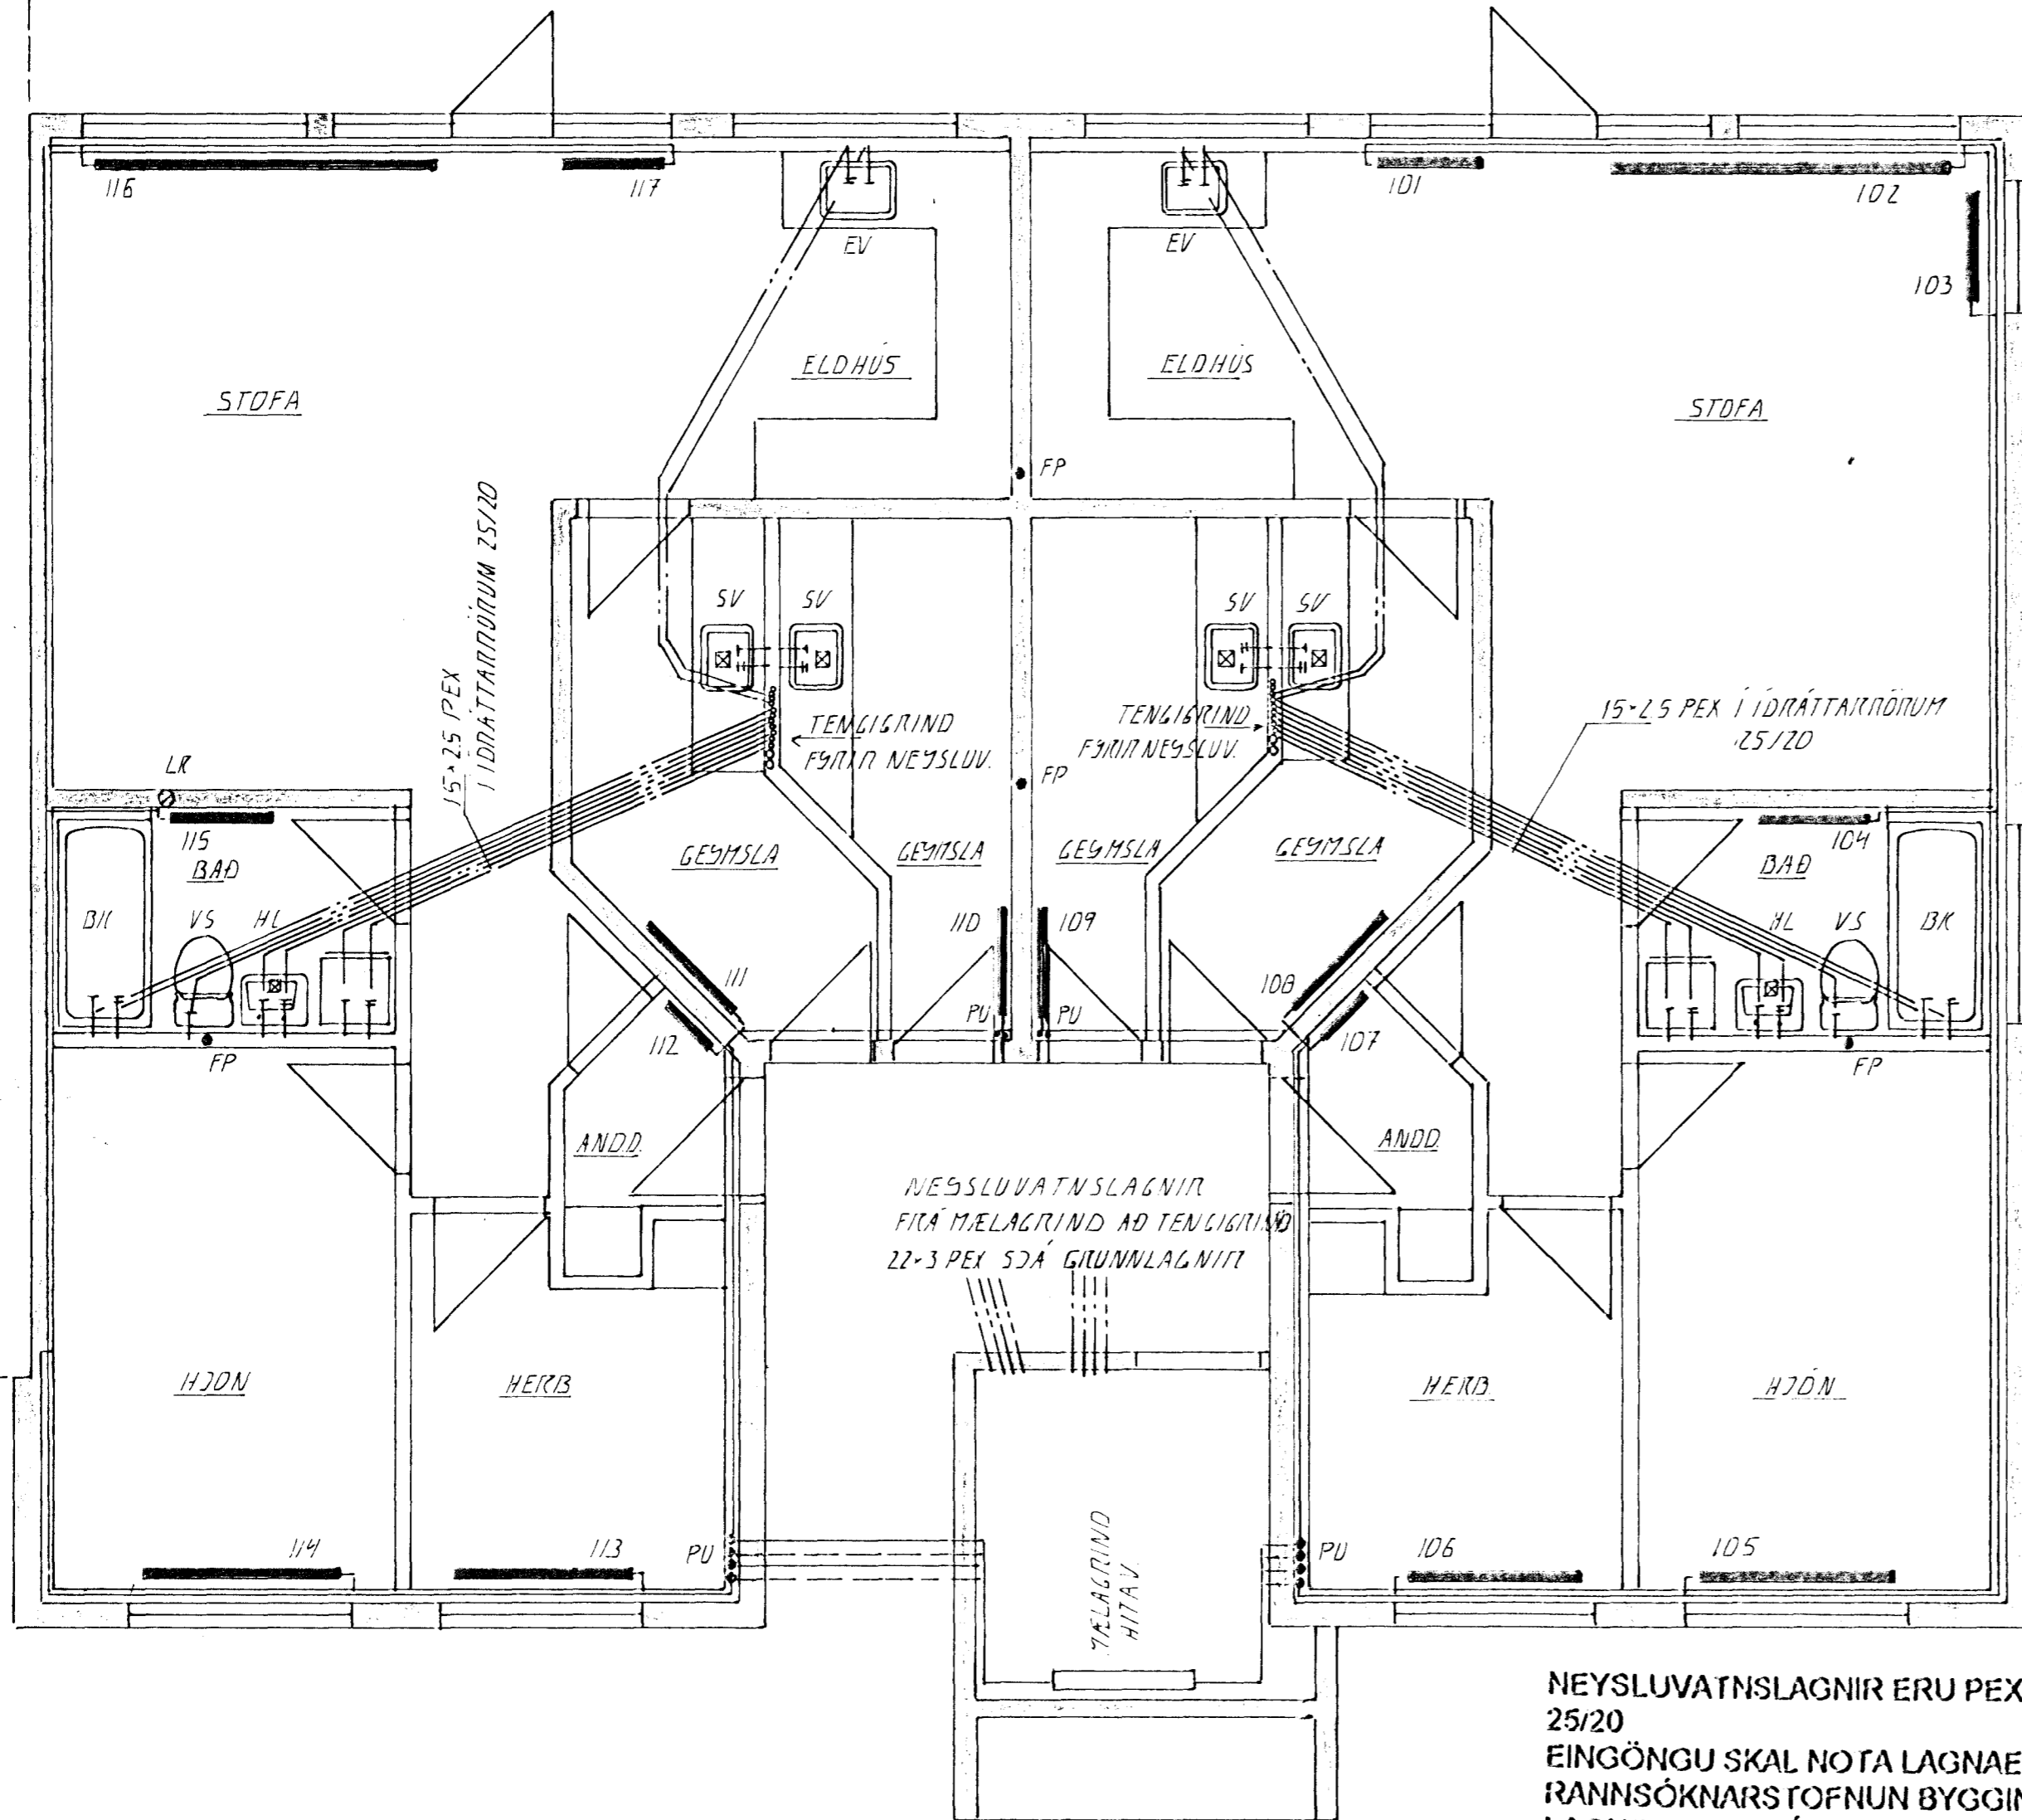 116
117
101
102
103
EV
EV
ELDHÚS
ELDHÚS
STOFA
STOFA
FP
15×2,5 PEX
Í ÍDRÁTTARRÖRUM 25/20
SV
SV
SV
SV
TENGIGRIND
FYRIR NEYSLUV.
TENGIGRIND
FYRIR NEYSLUV.
15×2,5 PEX Í ÍDRÁTTARRÖRUM
25/20
LR
FP
115
BAÐ
GEYMSLA
GEYMSLA
GEYMSLA
GEYMSLA
104
BAÐ
BK
VS
HL
110
109
HL
VS
BK
111
108
PU
PU
112
107
FP
FP
ANDD.
ANDD.
NEYSLUVATNSLAGNIR
FRÁ MÆLAGRIND AÐ TENGIGRIND
22×3 PEX SJÁ GRUNNLAGNIR
HJÓN
HERB
HERB.
HJÓN
114
113
PU
MÆLAGRIND
HITAV.
PU
106
105
NEYSLUVATNSLAGNIR ERU PEX
25/20
EINGÖNGU SKAL NOTA LAGNAE
RANNSÓKNARSTOFNUN BYGGIN